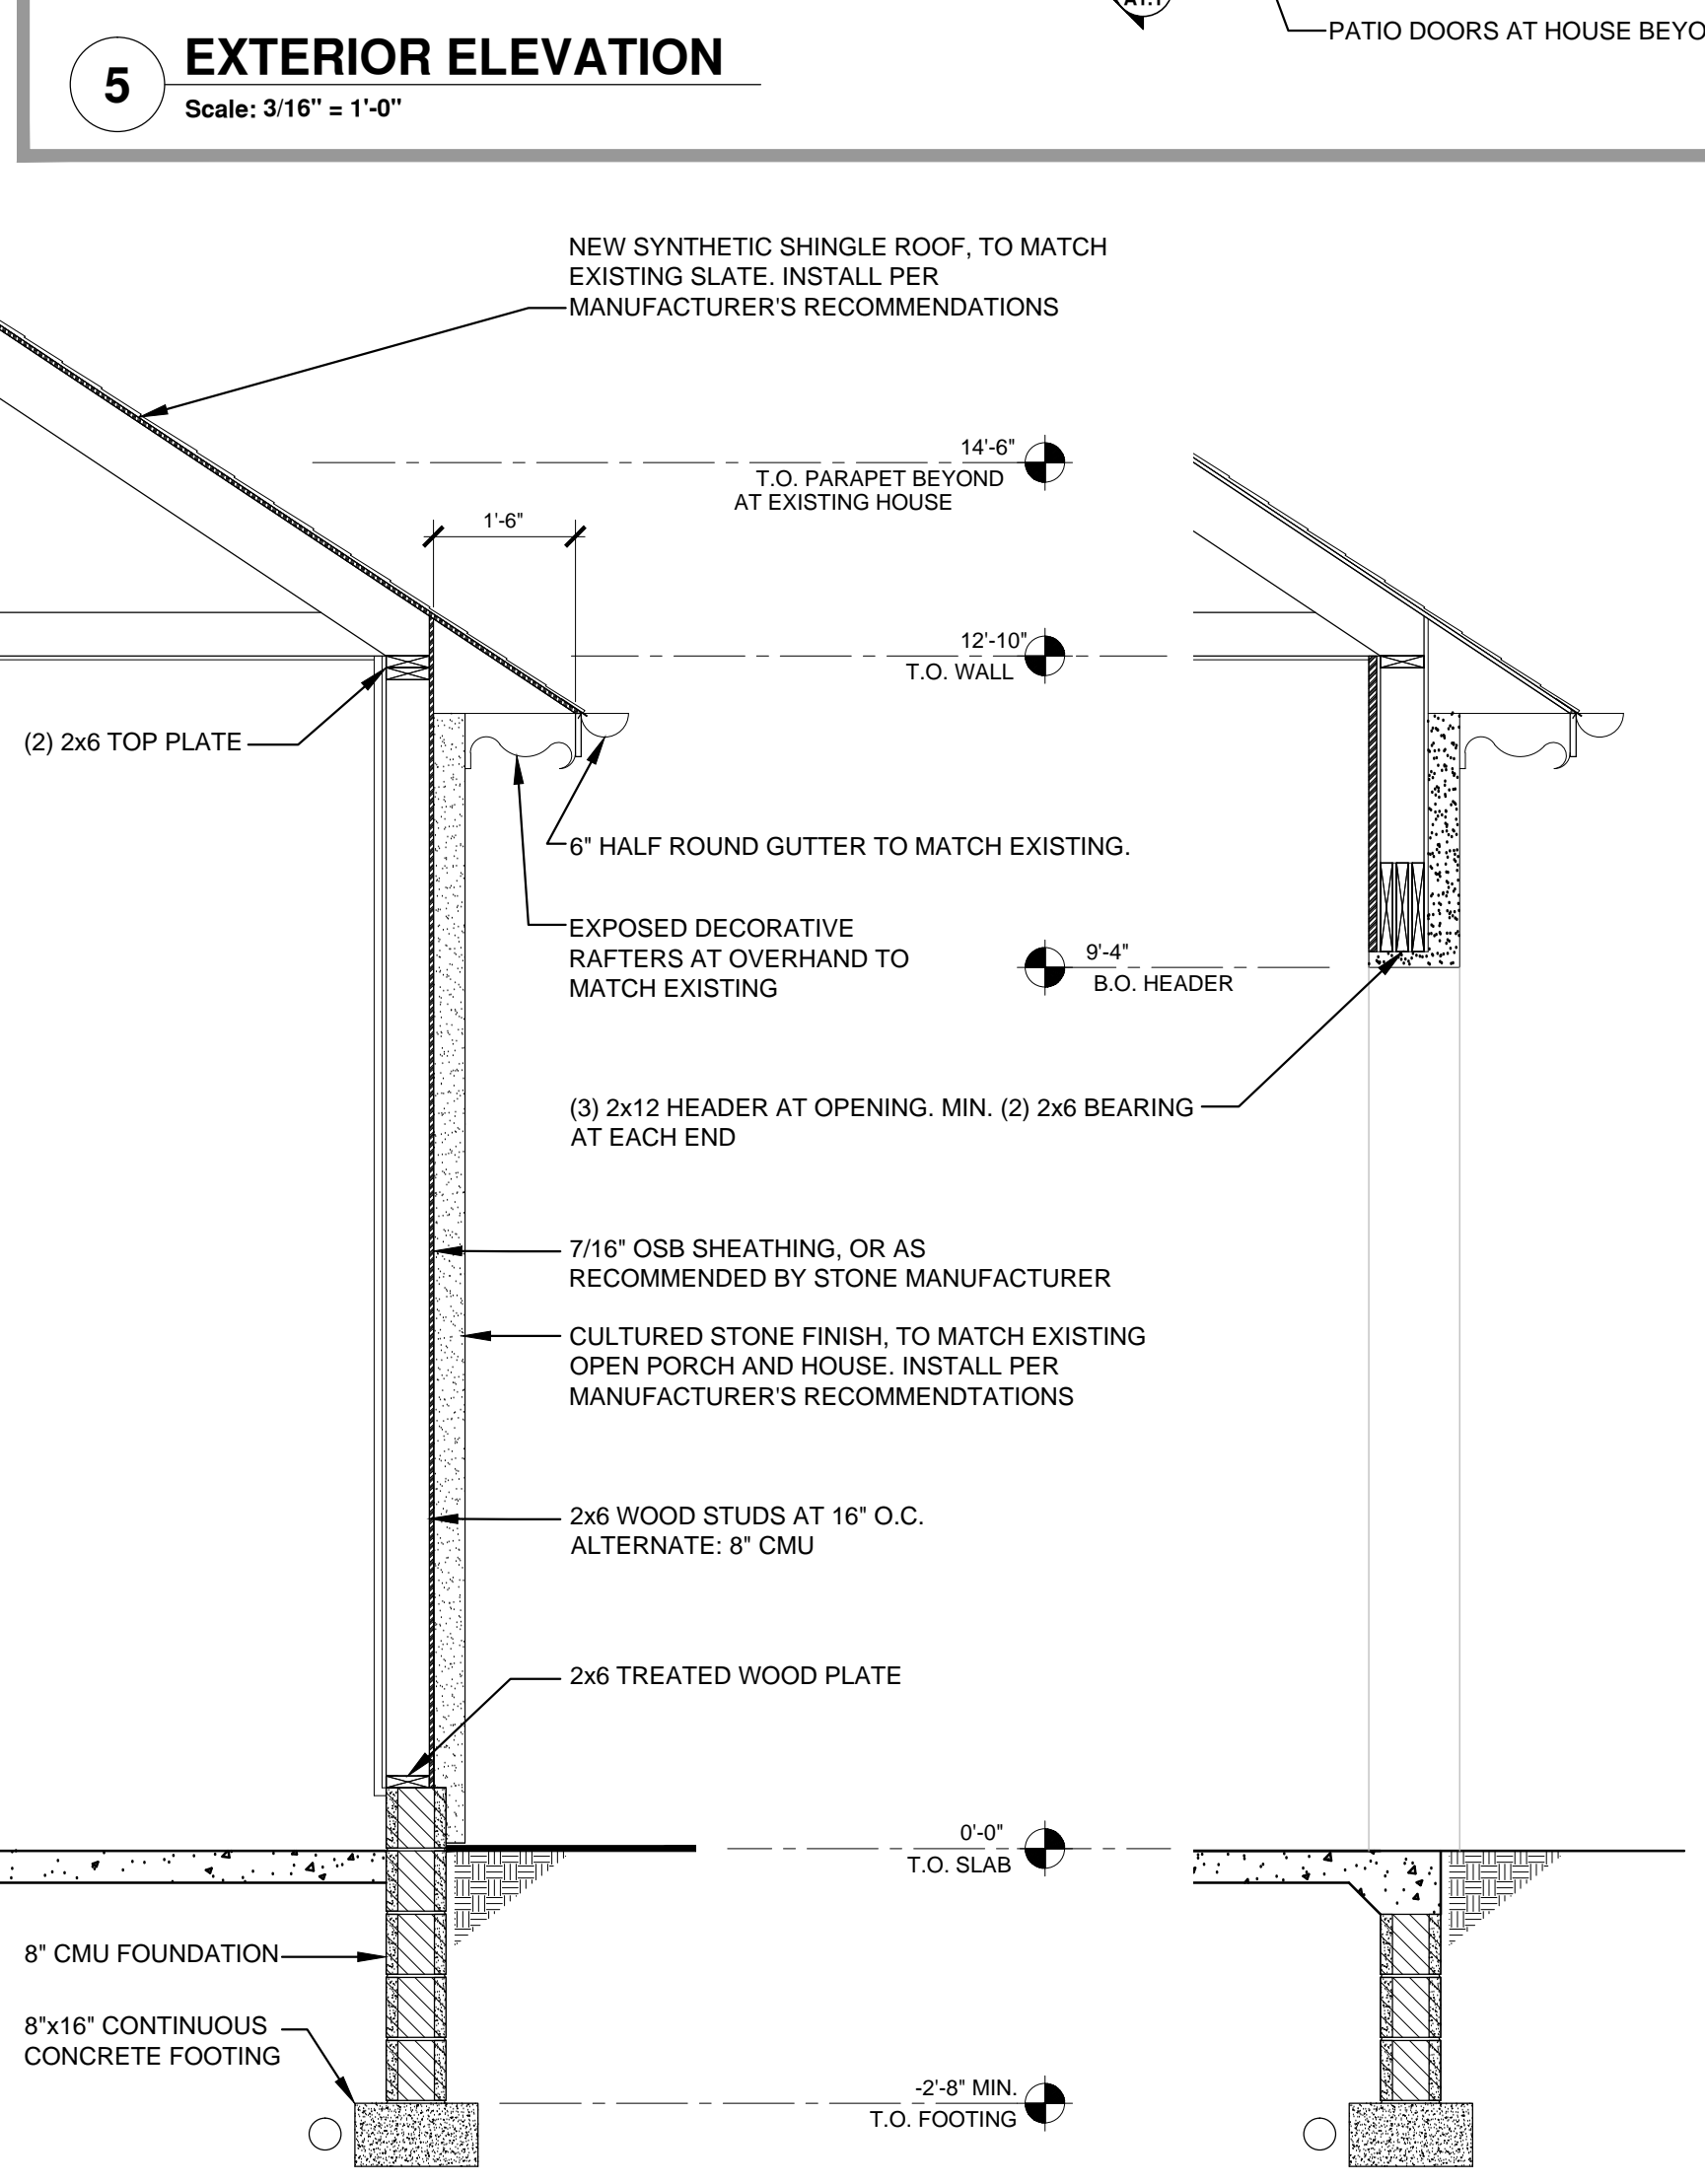 A1.1
PATIO DOORS AT HOUSE BEYO
5
EXTERIOR ELEVATION
Scale: 3/16" = 1'-0"
NEW SYNTHETIC SHINGLE ROOF, TO MATCH
EXISTING SLATE. INSTALL PER
MANUFACTURER'S RECOMMENDATIONS
14'-6"
T.O. PARAPET BEYOND
AT EXISTING HOUSE
1'-6"
12'-10"
T.O. WALL
(2) 2x6 TOP PLATE
6" HALF ROUND GUTTER TO MATCH EXISTING.
EXPOSED DECORATIVE
RAFTERS AT OVERHAND TO
MATCH EXISTING
9'-4"
B.O. HEADER
(3) 2x12 HEADER AT OPENING. MIN. (2) 2x6 BEARING
AT EACH END
7/16" OSB SHEATHING, OR AS
RECOMMENDED BY STONE MANUFACTURER
CULTURED STONE FINISH, TO MATCH EXISTING
OPEN PORCH AND HOUSE. INSTALL PER
MANUFACTURER'S RECOMMENDTATIONS
2x6 WOOD STUDS AT 16" O.C.
ALTERNATE: 8" CMU
2x6 TREATED WOOD PLATE
0'-0"
T.O. SLAB
8" CMU FOUNDATION
8"x16" CONTINUOUS
CONCRETE FOOTING
-2'-8" MIN.
T.O. FOOTING